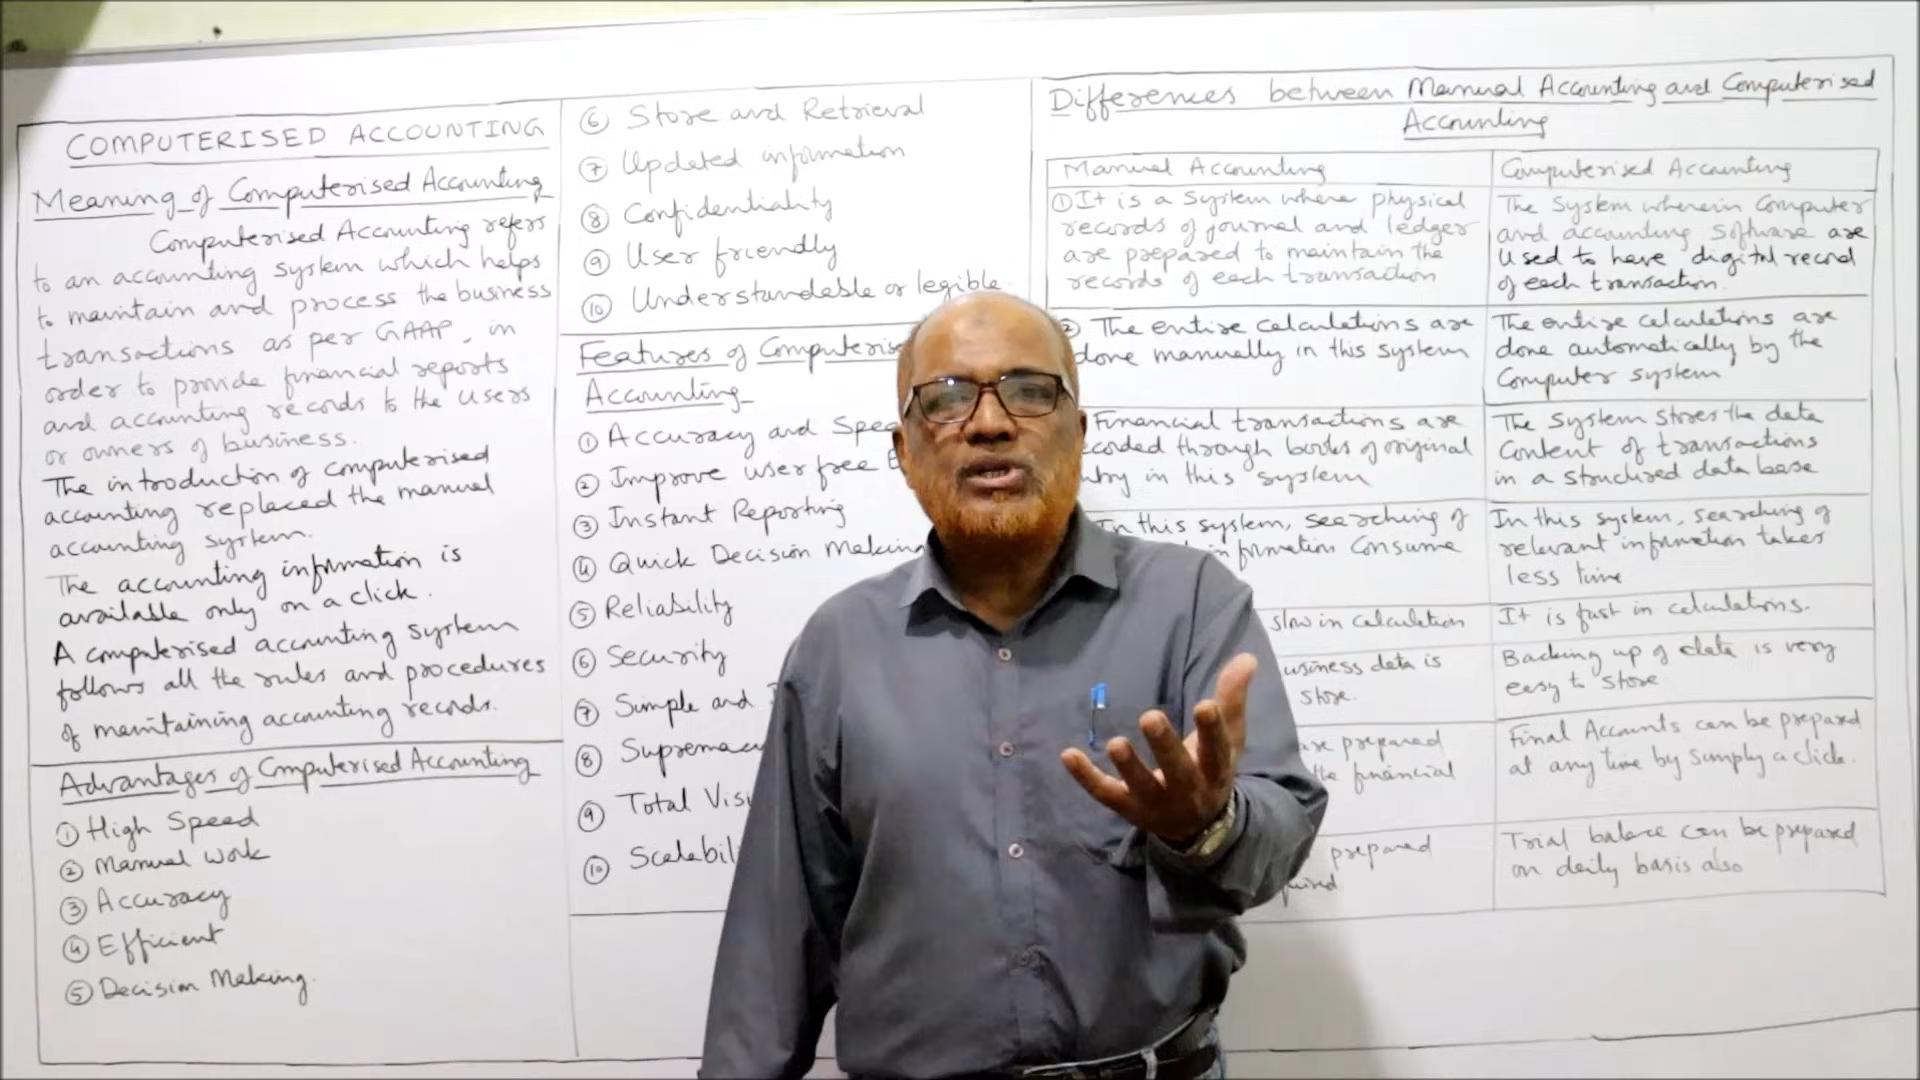 COMPUTERISED ACCOUNTING
Meaning of Computerised Accounting
Computerised Accounting refers
to an accounting system which helps
to maintain and process the business
transactions as per GAAP, in
order to provide financial reports
and accounting records to the users
or owners of business.
The introduction of computerised
accounting replaced the manual
accounting system.
The accounting information is
available only on a click.
A computerised accounting system
follows all the rules and procedures
of maintaining accounting records.
Advantages of Computerised Accounting
① High Speed
② Manual work
③ Accuracy
④ Efficient
⑤ Decision Making.
⑥ Store and Retrieval
⑦ Updated information
⑧ Confidentiality
⑨ User friendly
⑩ Understandable or legible
Features of Computeris
Accounting
① Accuracy and Spee
② Improve user free
③ Instant Reporting
④ Quick Decision Making
⑤ Reliability
⑥ Security
⑦ Simple and
⑧ Supremacy
⑨ Total Visi
⑩ Scalabili
Differences between Manual Accounting and Computerised
Accounting
Manual Accounting
① It is a system where physical
records of journal and ledger
are prepared to maintain the
records of each transaction
② The entire calculations are
done manually in this system
Financial transactions are
corded through books of original
ntry in this system
In this system, searching of
information consume
slow in calculation
usiness data is
store.
are prepared
the financial
prepared
quired
Computerised Accounting
The system wherein computer
and accounting software are
used to have digital record
of each transaction.
The entire calculations are
done automatically by the
Computer system
The system stores the data
Content of transactions
in a structured data base
In this system, searching of
relevant information takes
less time
It is fast in calculations.
Backing up of data is very
easy to store
Final Accounts can be prepared
at any time by simply a click.
Trial balance can be prepared
on daily basis also